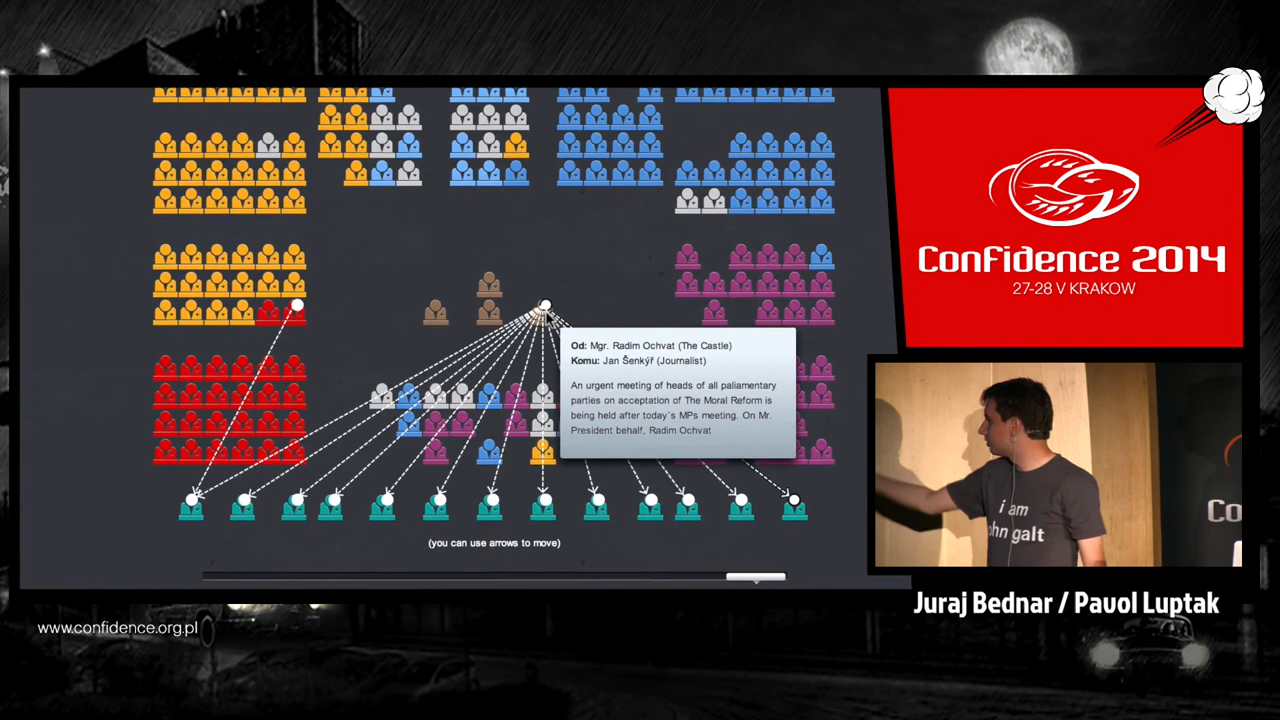 Confidence 2014
27-28 V KRAKOW
Od: Mgr. Radim Ochvat (The Castle)
Komu: Jan Šenkýř (Journalist)
An urgent meeting of heads of all paliamentary
parties on acceptation of The Moral Reform is
being held after today's MPs meeting. On Mr.
President behalf, Radim Ochvat
(you can use arrows to move)
i am
ohn galt
Co
Juraj Bednar / Pavol Luptak
www.confidence.org.pl